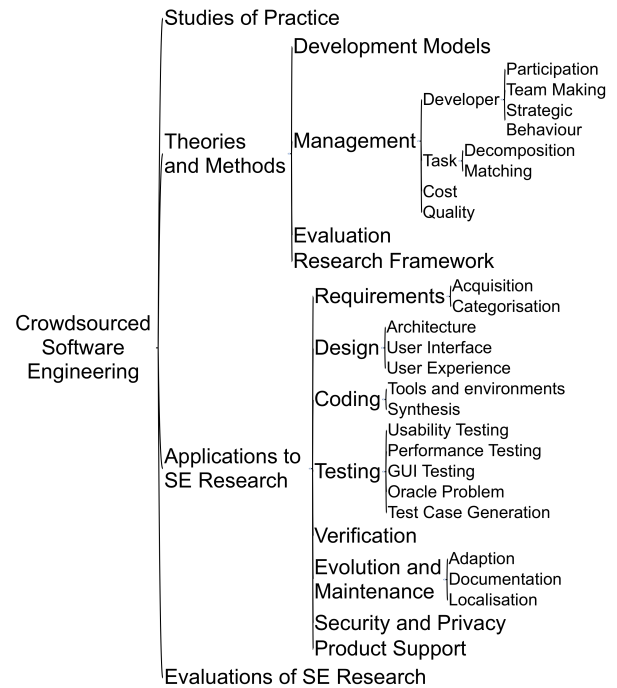 Studies of Practice
Development Models
Participation
Developer
Team Making
Strategic
Behaviour
Theories
and Methods
Management
Decomposition
Task
Matching
Cost
Quality
Evaluation
Research Framework
Crowdsourced
Software
Engineering
Acquisition
Requirements
Categorisation
Architecture
Design
User Interface
User Experience
Tools and environments
Coding
Synthesis
Applications to
SE Research
Usability Testing
Performance Testing
Testing
GUI Testing
Oracle Problem
Test Case Generation
Verification
Evolution and
Maintenance
Adaption
Documentation
Localisation
Security and Privacy
Product Support
Evaluations of SE Research